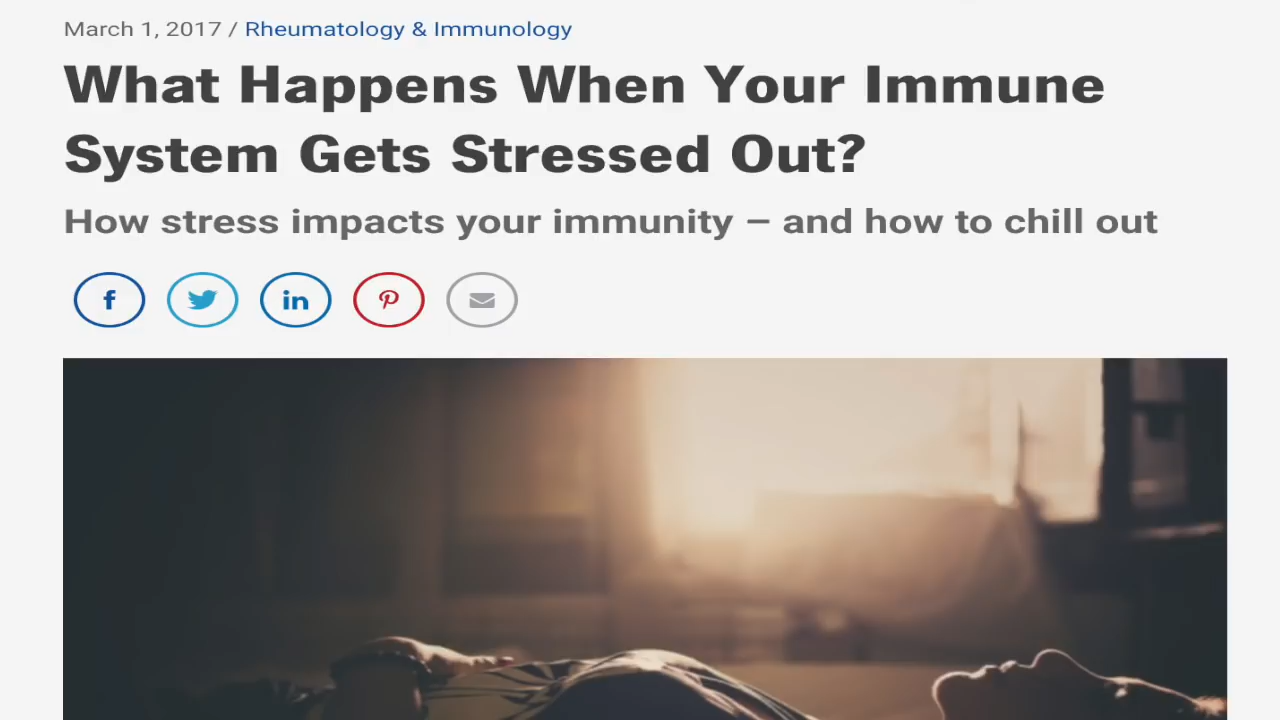 March 1, 2017 / Rheumatology & Immunology
What Happens When Your Immune
System Gets Stressed Out?
How stress impacts your immunity – and how to chill out